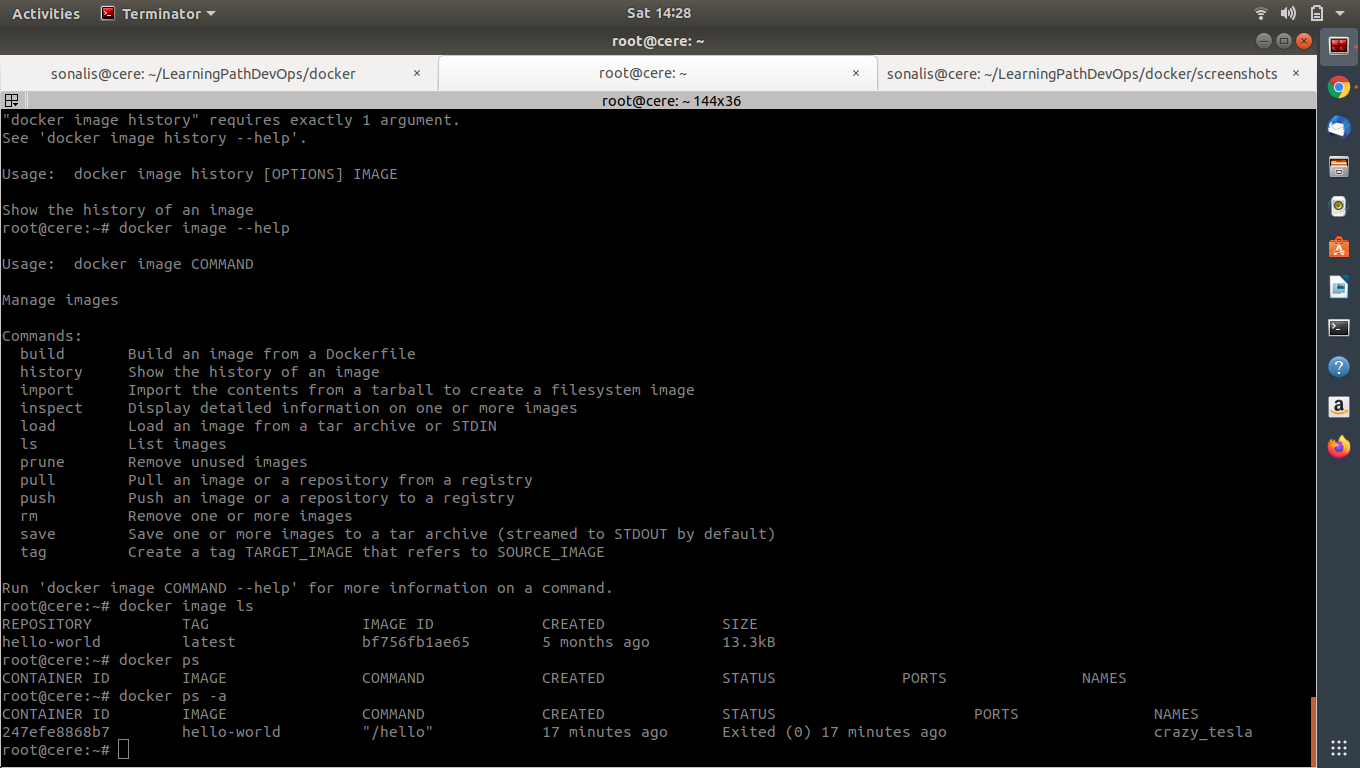 Activities Terminator Sat 14:28
root@cere: ~
sonalis@cere: ~/LearningPathDevOps/docker × root@cere: ~ × sonalis@cere: ~/LearningPathDevOps/docker/screenshots ×
root@cere: ~ 144x36
"docker image history" requires exactly 1 argument.
See 'docker image history --help'.
Usage:  docker image history [OPTIONS] IMAGE
Show the history of an image
root@cere:~# docker image --help
Usage:  docker image COMMAND
Manage images
Commands:
  build       Build an image from a Dockerfile
  history     Show the history of an image
  import      Import the contents from a tarball to create a filesystem image
  inspect     Display detailed information on one or more images
  load        Load an image from a tar archive or STDIN
  ls          List images
  prune       Remove unused images
  pull        Pull an image or a repository from a registry
  push        Push an image or a repository to a registry
  rm          Remove one or more images
  save        Save one or more images to a tar archive (streamed to STDOUT by default)
  tag         Create a tag TARGET_IMAGE that refers to SOURCE_IMAGE
Run 'docker image COMMAND --help' for more information on a command.
root@cere:~# docker image ls
REPOSITORY          TAG                 IMAGE ID            CREATED             SIZE
hello-world         latest              bf756fb1ae65        5 months ago        13.3kB
root@cere:~# docker ps
CONTAINER ID        IMAGE               COMMAND             CREATED             STATUS              PORTS               NAMES
root@cere:~# docker ps -a
CONTAINER ID        IMAGE               COMMAND             CREATED             STATUS                      PORTS               NAMES
247efe8868b7        hello-world         "/hello"            17 minutes ago      Exited (0) 17 minutes ago                       crazy_tesla
root@cere:~#